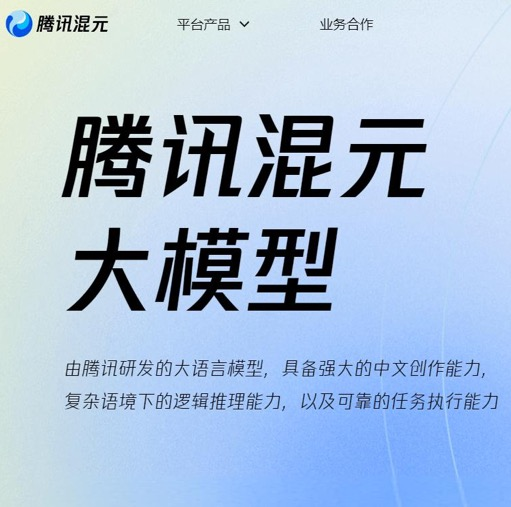 腾讯混元
平台产品
业务合作
腾讯混元
大模型
由腾讯研发的大语言模型，具备强大的中文创作能力，
复杂语境下的逻辑推理能力，以及可靠的任务执行能力